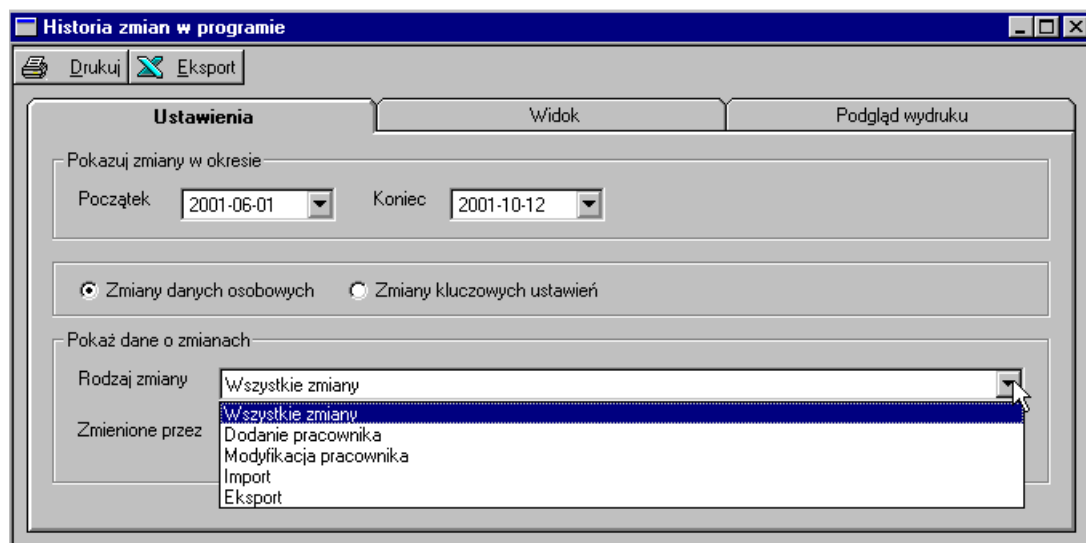 Historia zmian w programie
Drukuj Eksport
Ustawienia Widok Podgląd wydruku
Pokazuj zmiany w okresie
Początek 2001-06-01 Koniec 2001-10-12
Zmiany danych osobowych Zmiany kluczowych ustawień
Pokaż dane o zmianach
Rodzaj zmiany Wszystkie zmiany
Wszystkie zmiany
Zmienione przez Dodanie pracownika
Modyfikacja pracownika
Import
Eksport